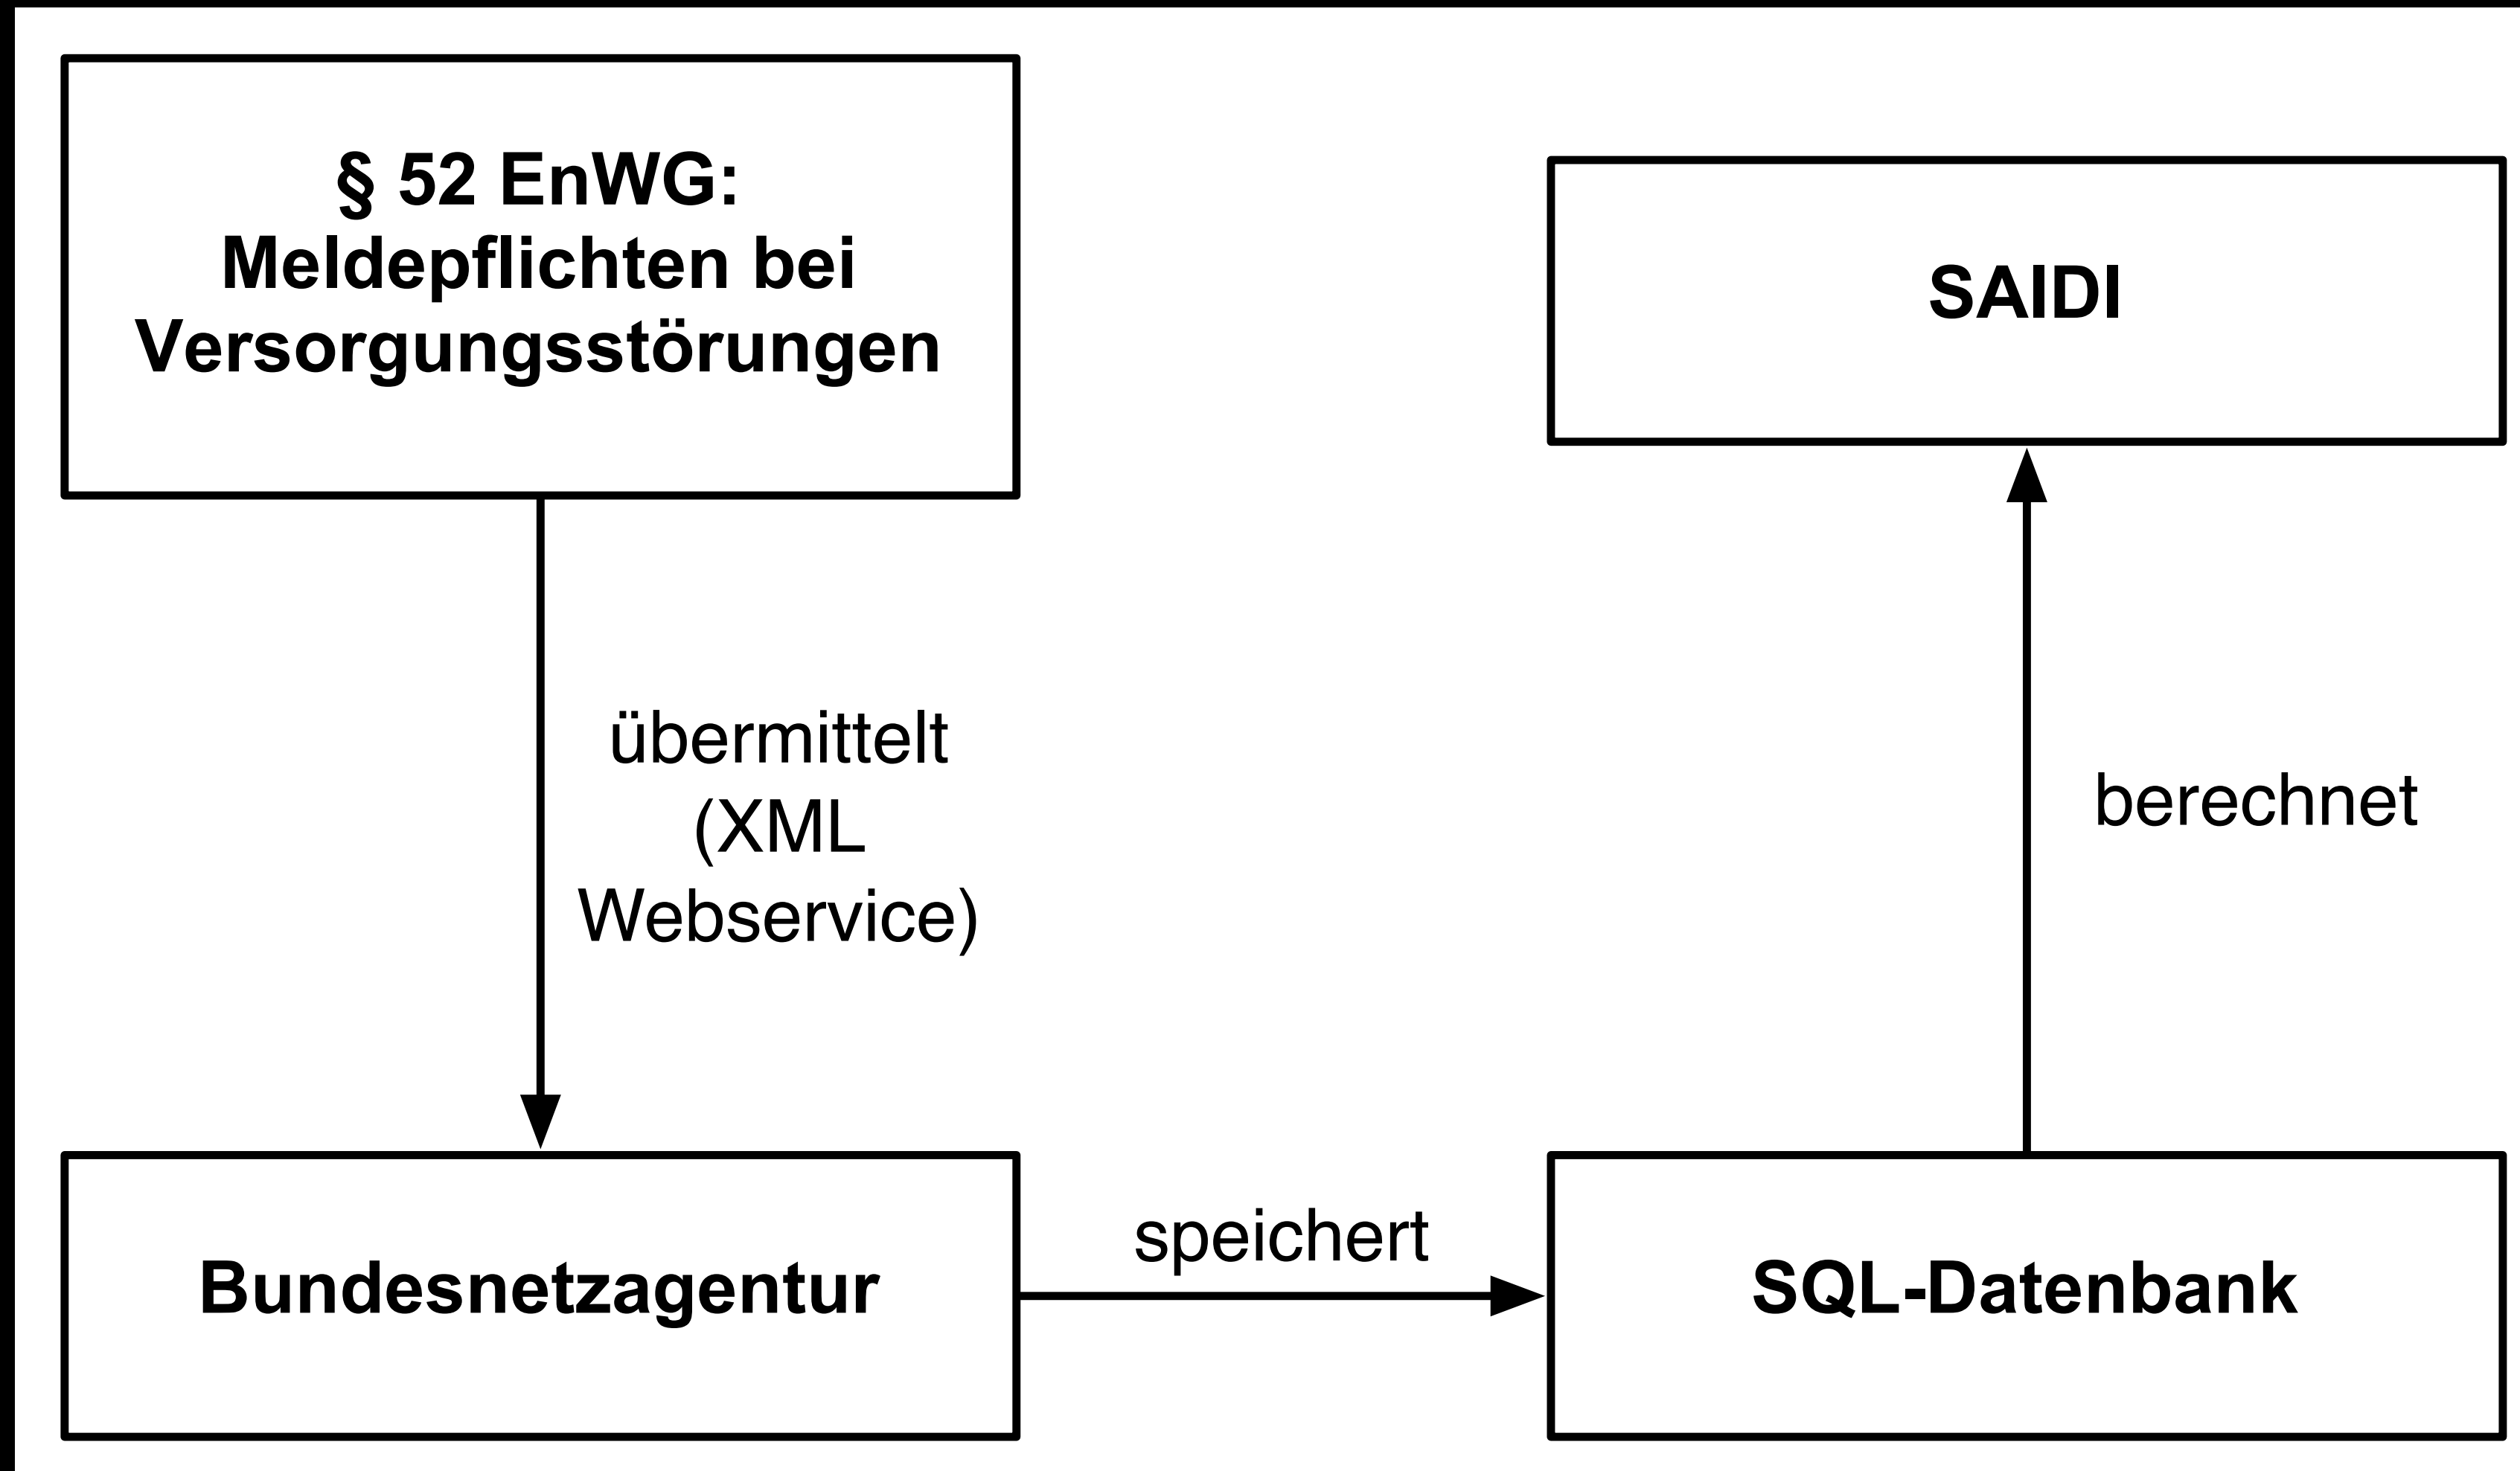 § 52 EnWG:
Meldepflichten bei
Versorgungsstörungen
SAIDI
übermittelt
(XML
Webservice)
berechnet
Bundesnetzagentur
speichert
SQL-Datenbank